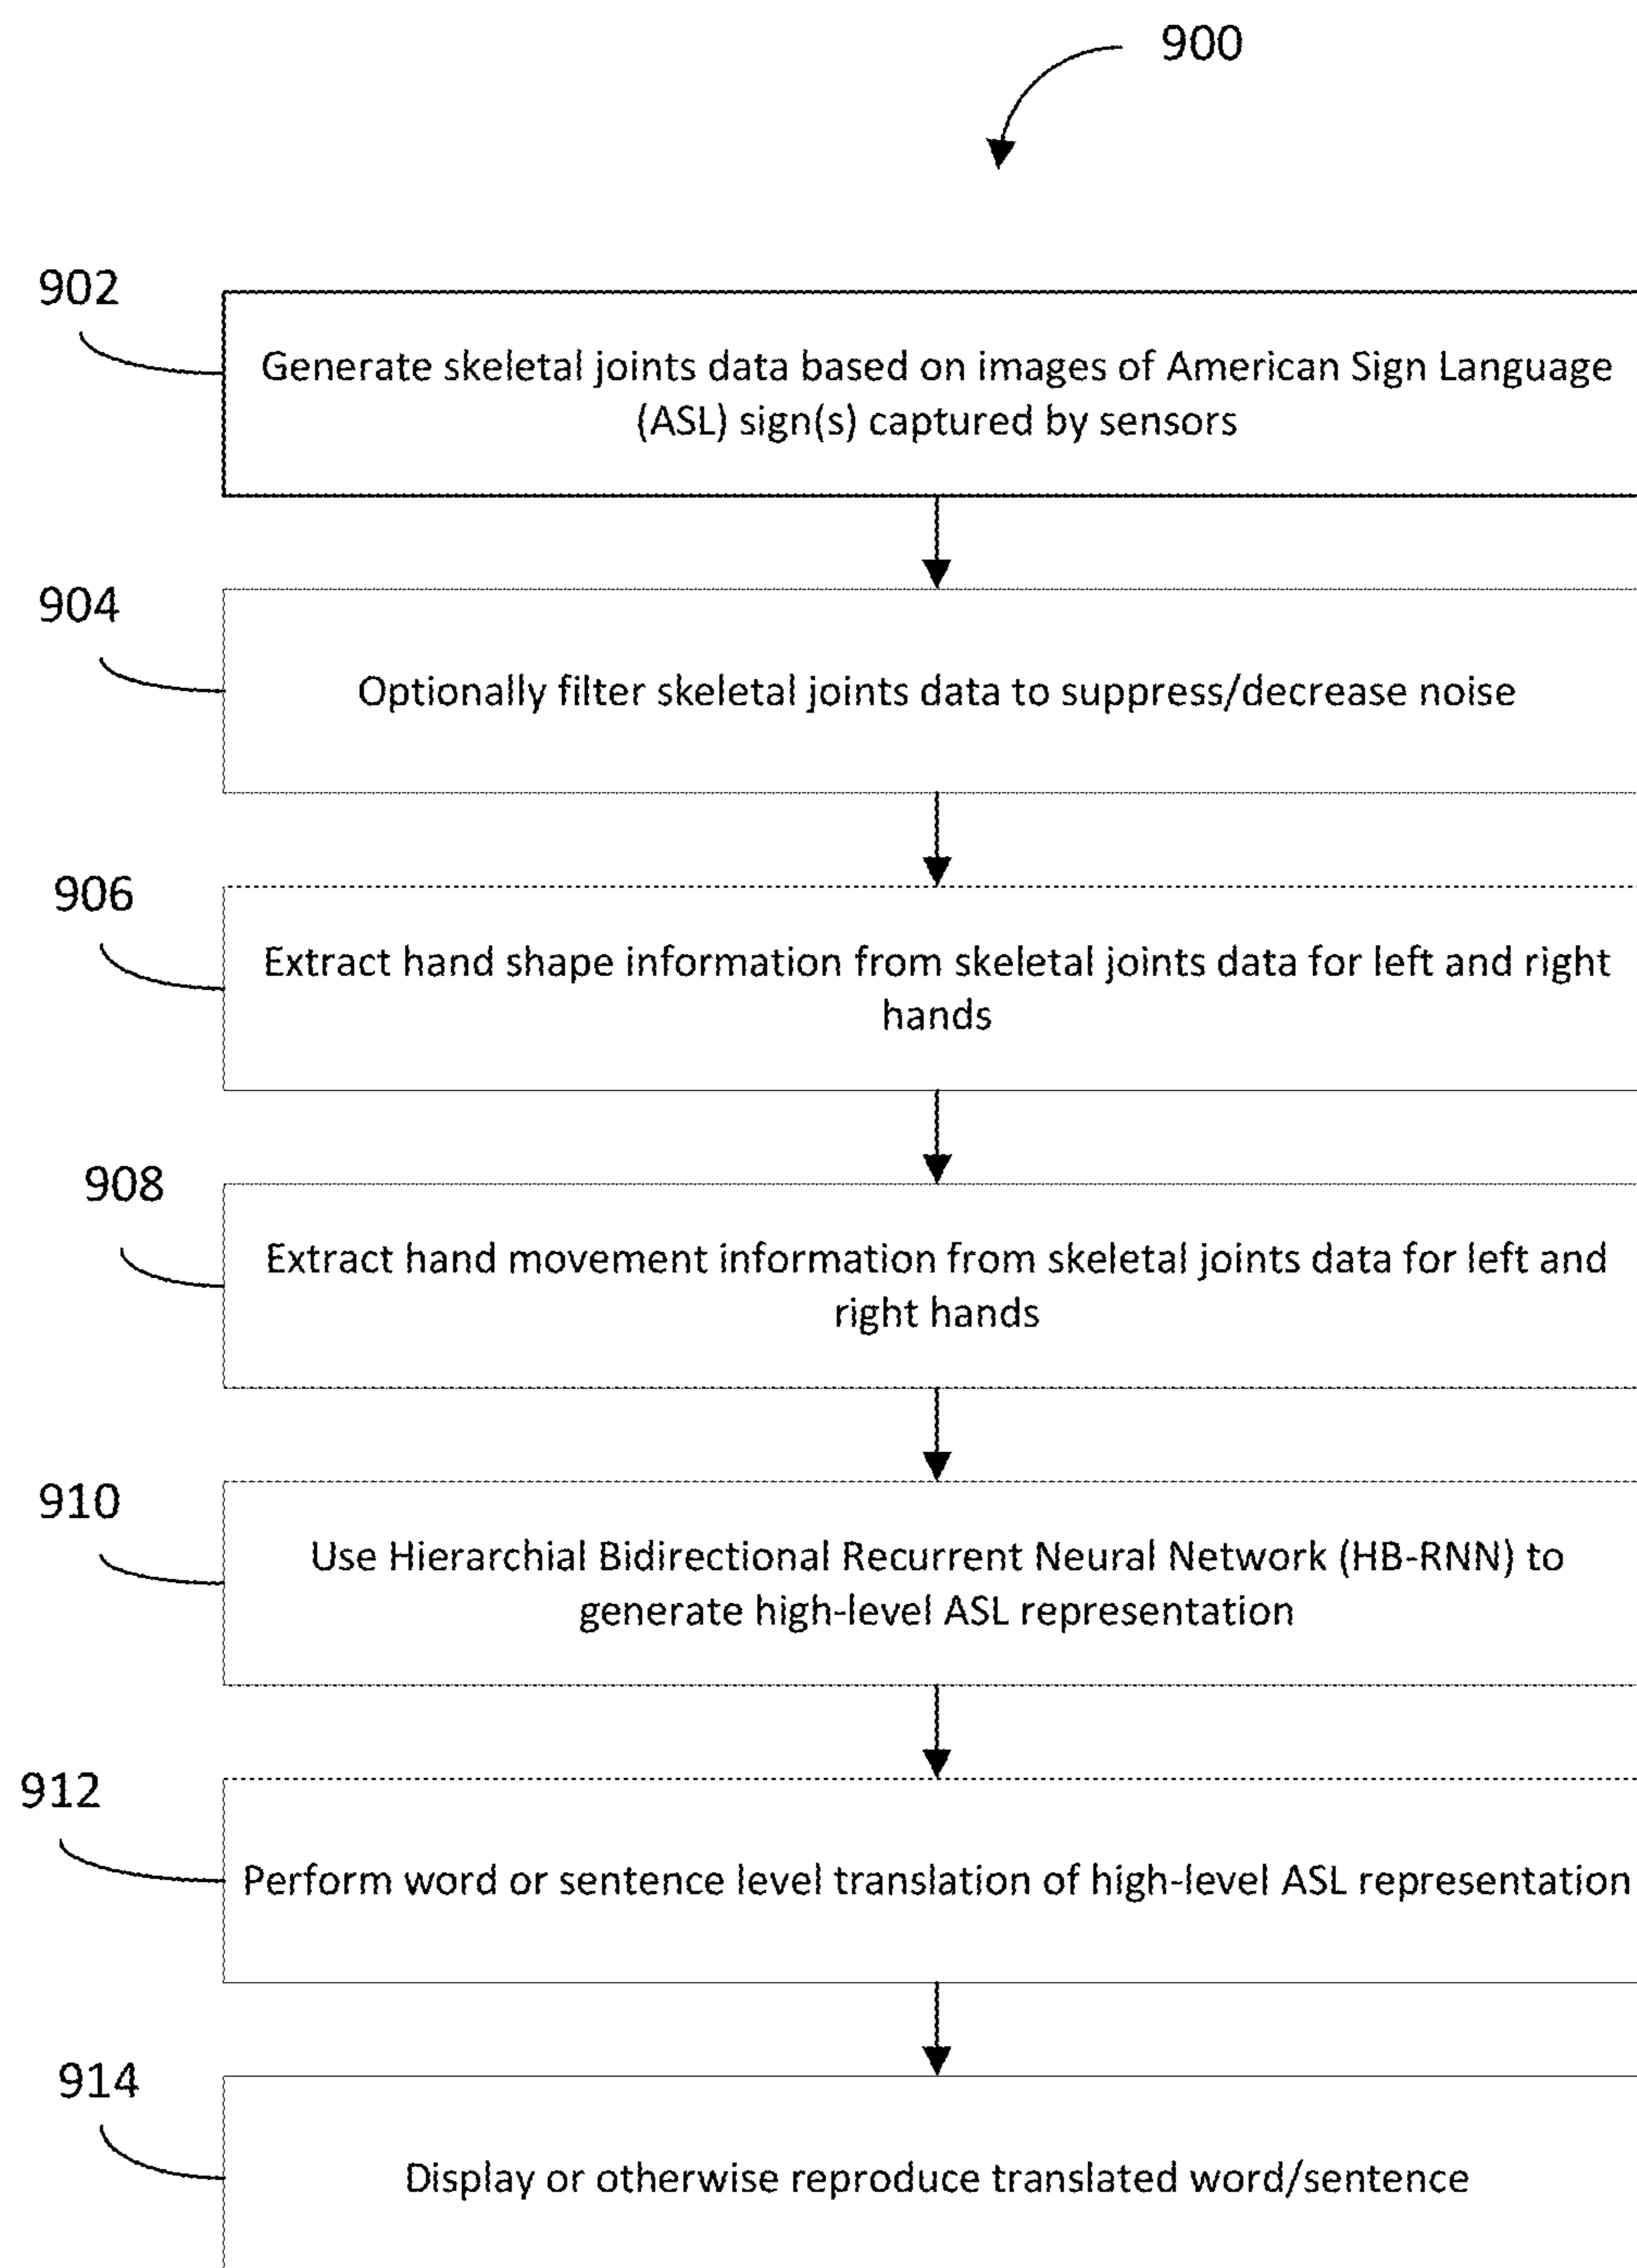 900
902
Generate skeletal joints data based on images of American Sign Language
(ASL) sign(s) captured by sensors
904
Optionally filter skeletal joints data to suppress/decrease noise
906
Extract hand shape information from skeletal joints data for left and right
hands
908
Extract hand movement information from skeletal joints data for left and
right hands
910
Use Hierarchial Bidirectional Recurrent Neural Network (HB-RNN) to
generate high-level ASL representation
912
Perform word or sentence level translation of high-level ASL representation
914
Display or otherwise reproduce translated word/sentence